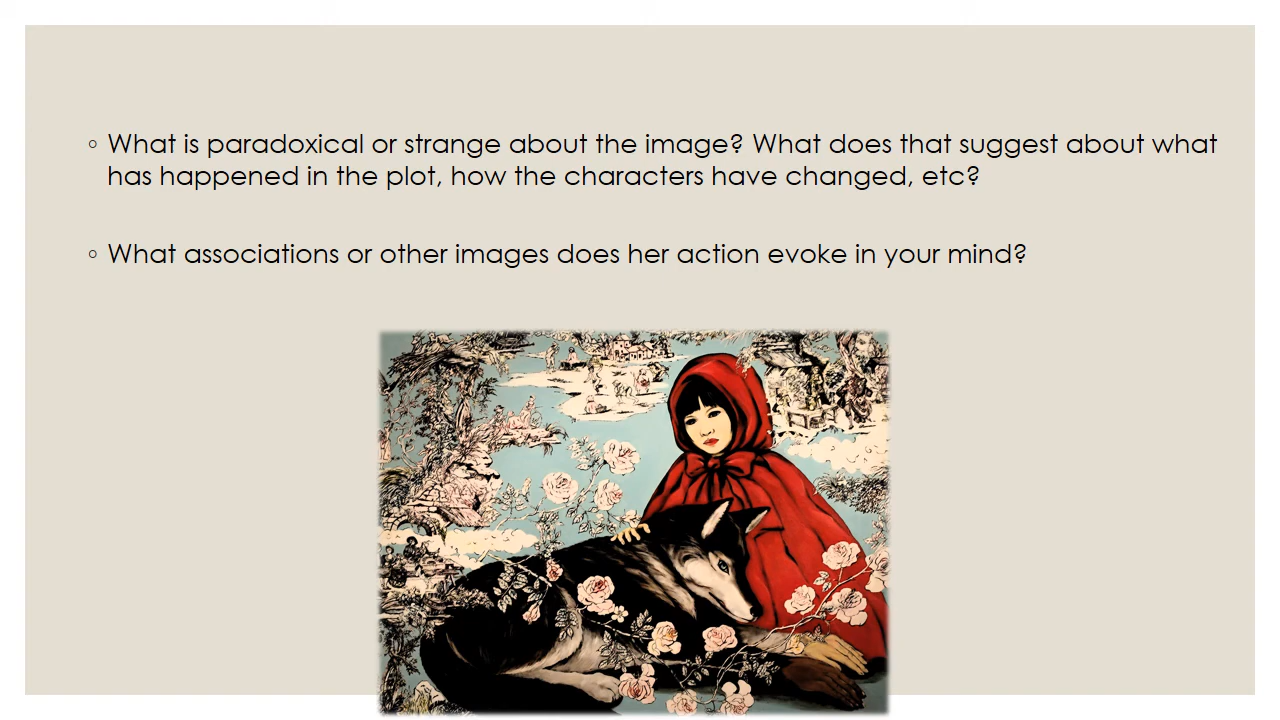 What is paradoxical or strange about the image? What does that suggest about what
has happened in the plot, how the characters have changed, etc?
What associations or other images does her action evoke in your mind?